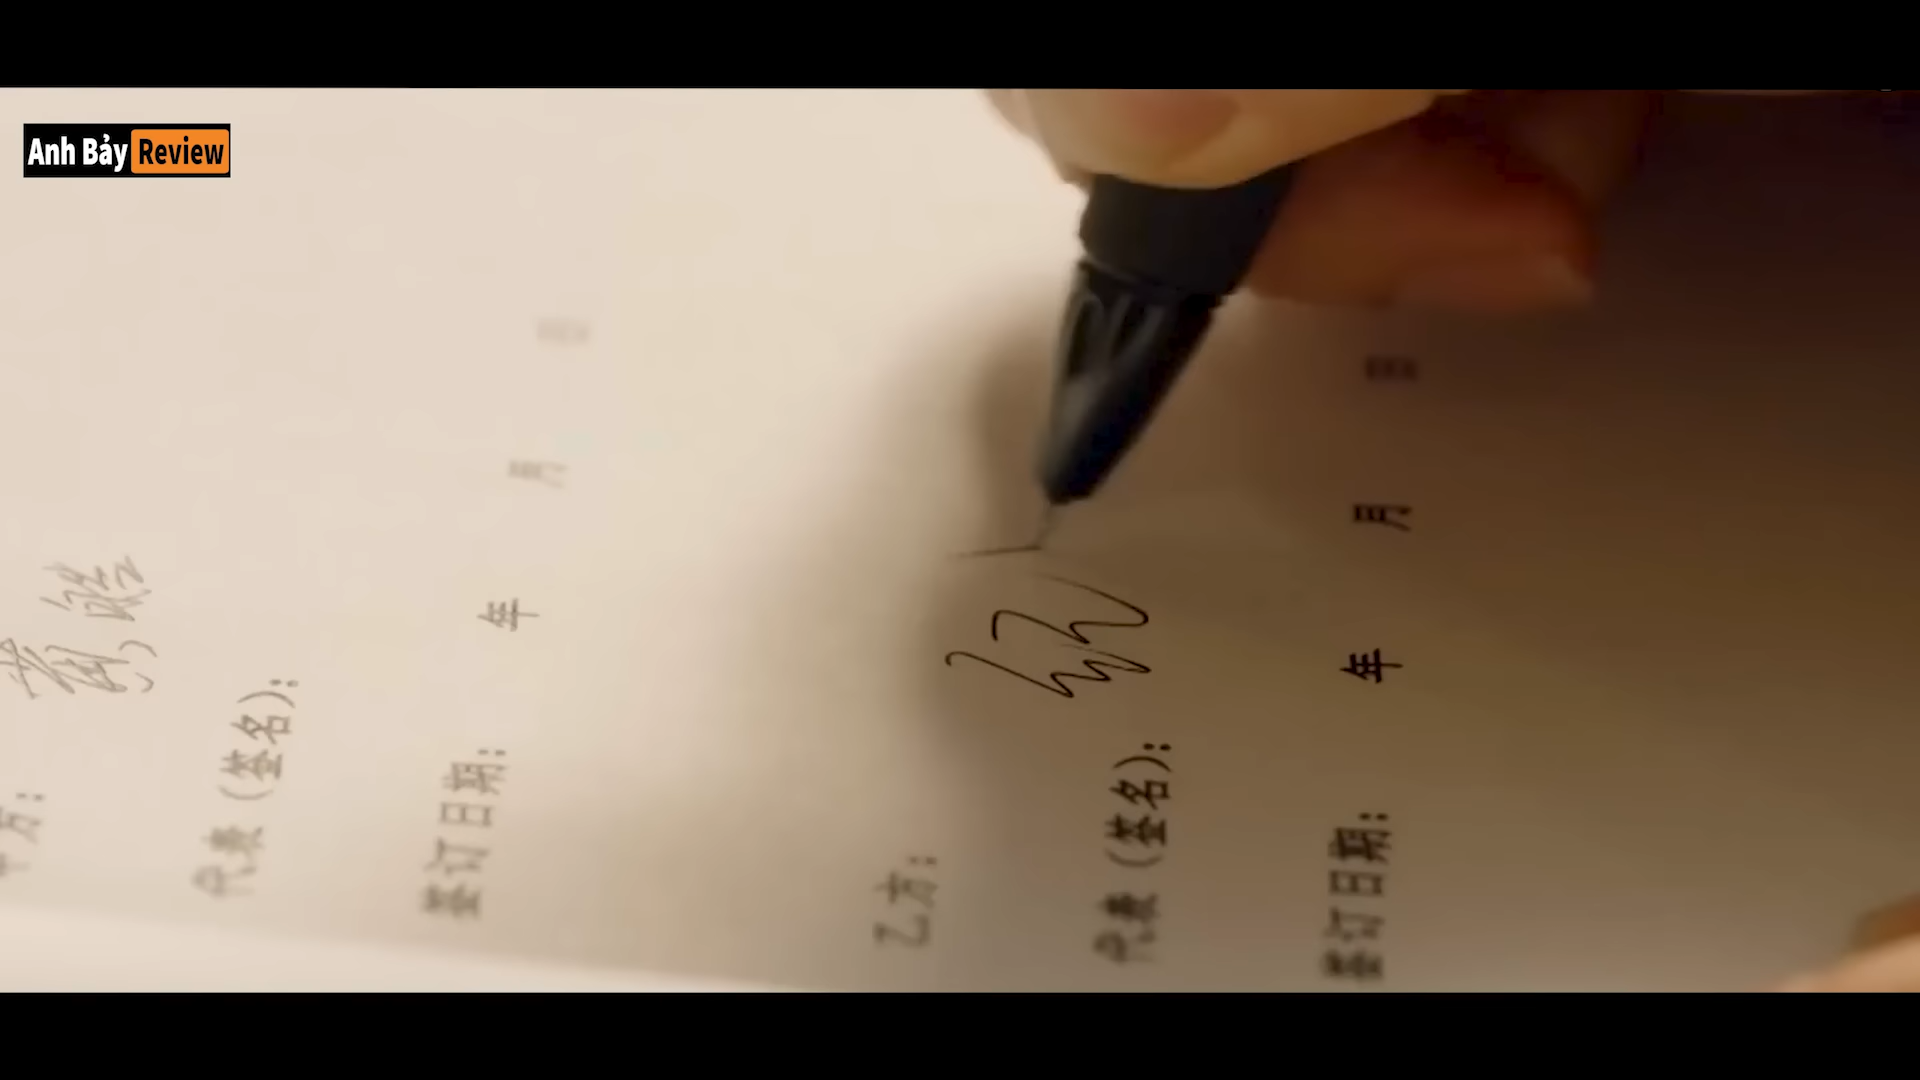 Anh Bảy Review
方:
代表(签名):
签订日期: 年 月 日
乙方:
代表(签名):
签订日期: 年 月 日